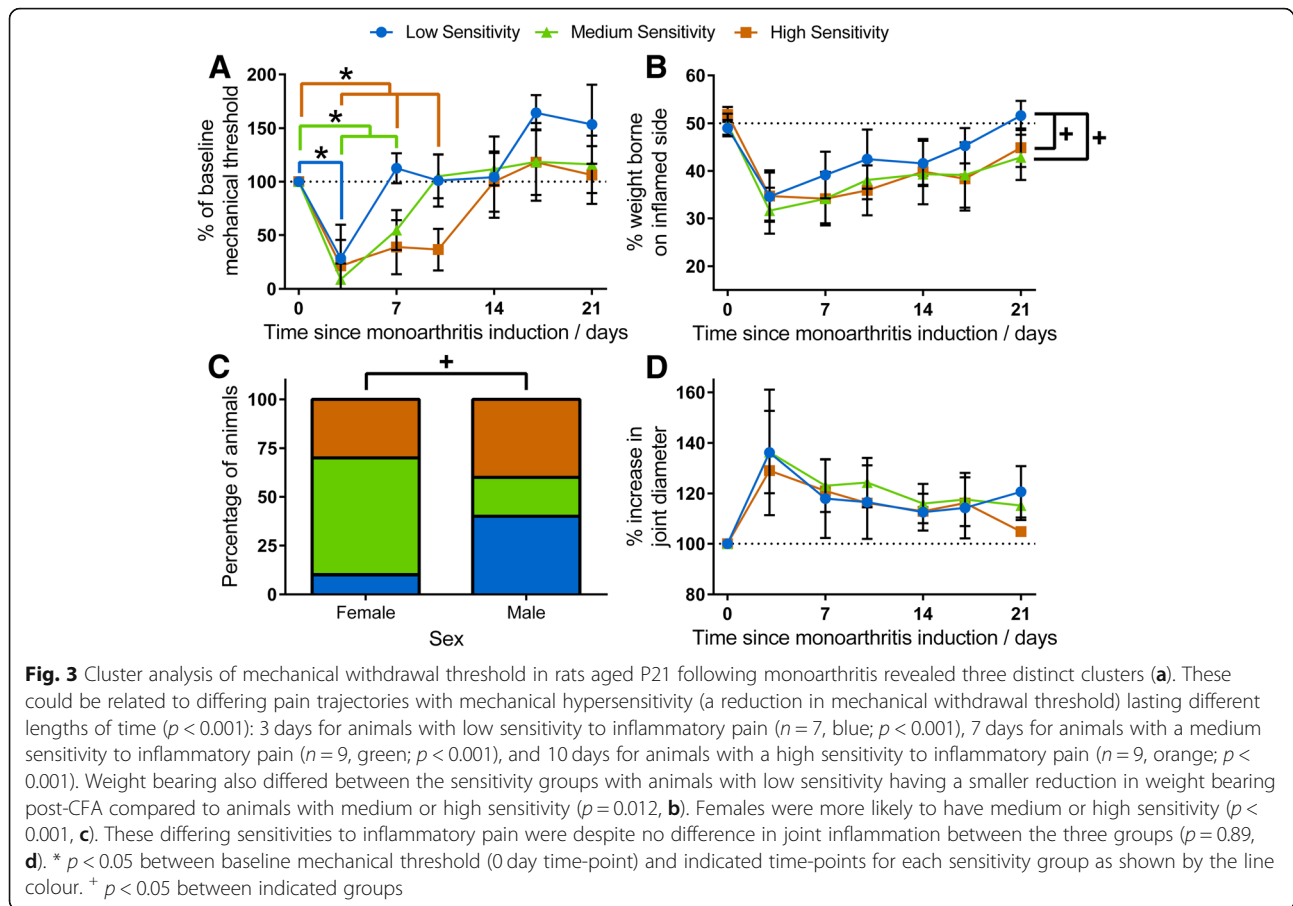 Low Sensitivity Medium Sensitivity High Sensitivity
A
200
150
100
50
0
% of baseline
mechanical threshold
*
*
*
0 7 14 21
Time since monoarthritis induction / days
B
60
50
40
30
20
% weight borne
on inflamed side
+
+
0 7 14 21
Time since monoarthritis induction / days
C
+
100
75
50
25
0
Percentage of animals
Female Male
Sex
D
160
140
120
100
80
% increase in
joint diameter
0 7 14 21
Time since monoarthritis induction / days
Fig. 3 Cluster analysis of mechanical withdrawal threshold in rats aged P21 following monoarthritis revealed three distinct clusters (a). These
could be related to differing pain trajectories with mechanical hypersensitivity (a reduction in mechanical withdrawal threshold) lasting different
lengths of time (p < 0.001): 3 days for animals with low sensitivity to inflammatory pain (n = 7, blue; p < 0.001), 7 days for animals with a medium
sensitivity to inflammatory pain (n = 9, green; p < 0.001), and 10 days for animals with a high sensitivity to inflammatory pain (n = 9, orange; p <
0.001). Weight bearing also differed between the sensitivity groups with animals with low sensitivity having a smaller reduction in weight bearing
post-CFA compared to animals with medium or high sensitivity (p = 0.012, b). Females were more likely to have medium or high sensitivity (p <
0.001, c). These differing sensitivities to inflammatory pain were despite no difference in joint inflammation between the three groups (p = 0.89,
d). * p < 0.05 between baseline mechanical threshold (0 day time-point) and indicated time-points for each sensitivity group as shown by the line
colour. + p < 0.05 between indicated groups